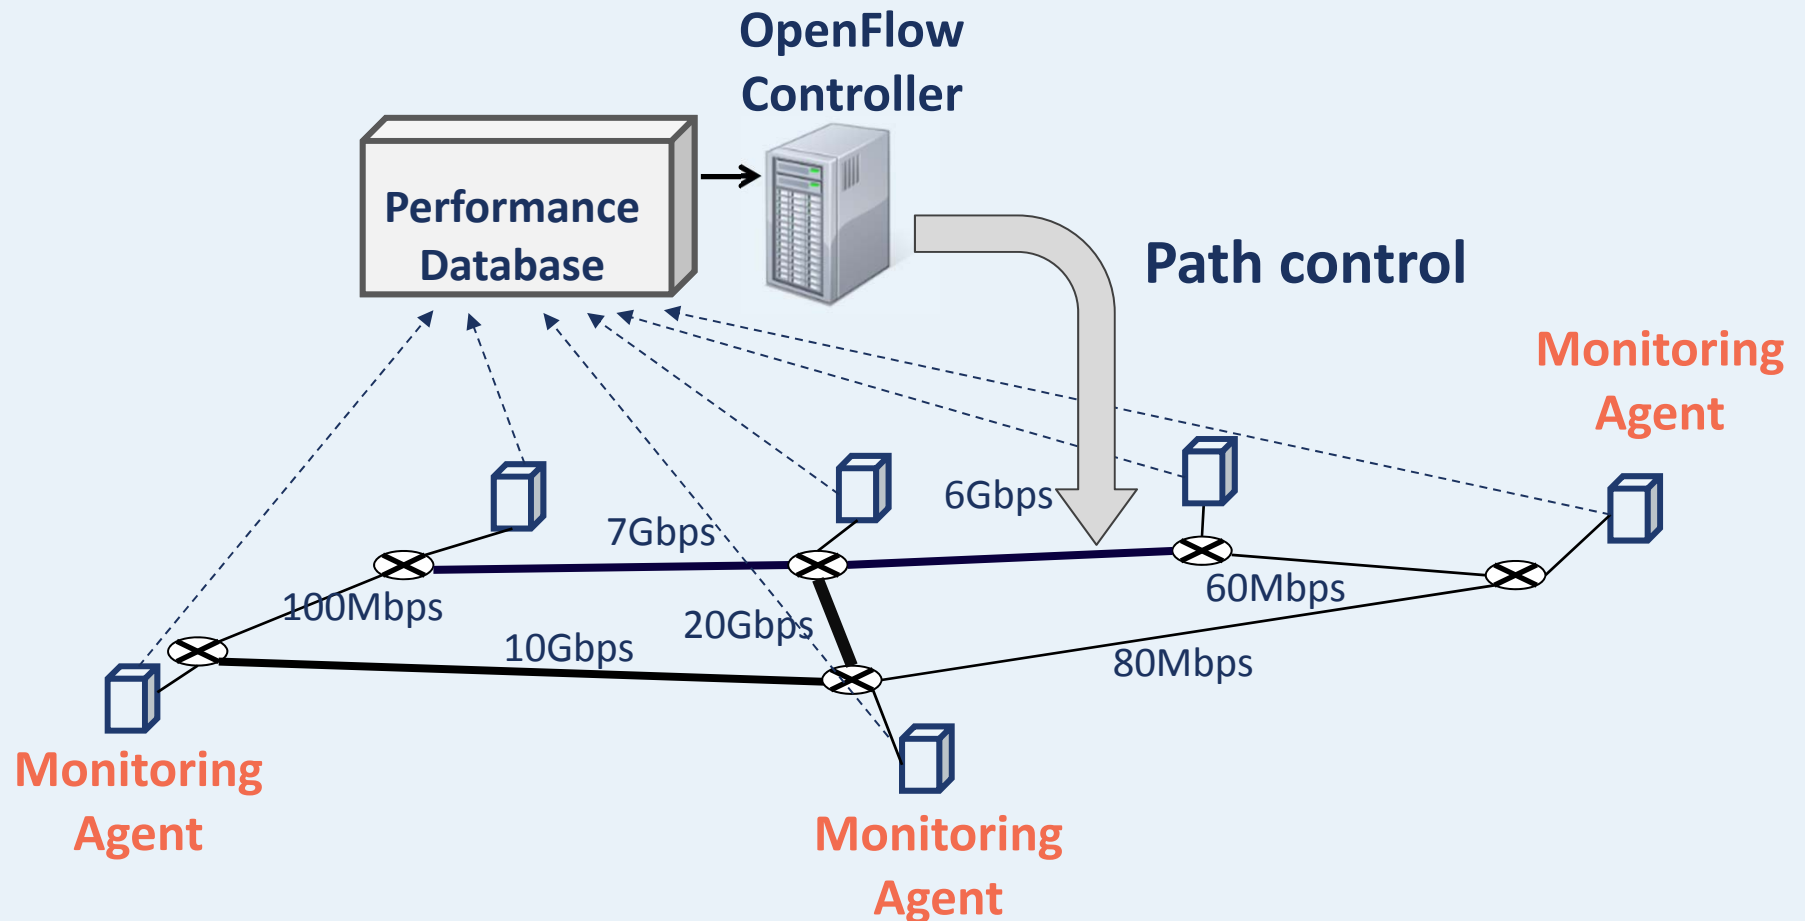 OpenFlow
Controller
Performance
Database
Path control
Monitoring
Agent
6Gbps
7Gbps
60Mbps
100Mbps
20Gbps
10Gbps
80Mbps
Monitoring
Agent
Monitoring
Agent